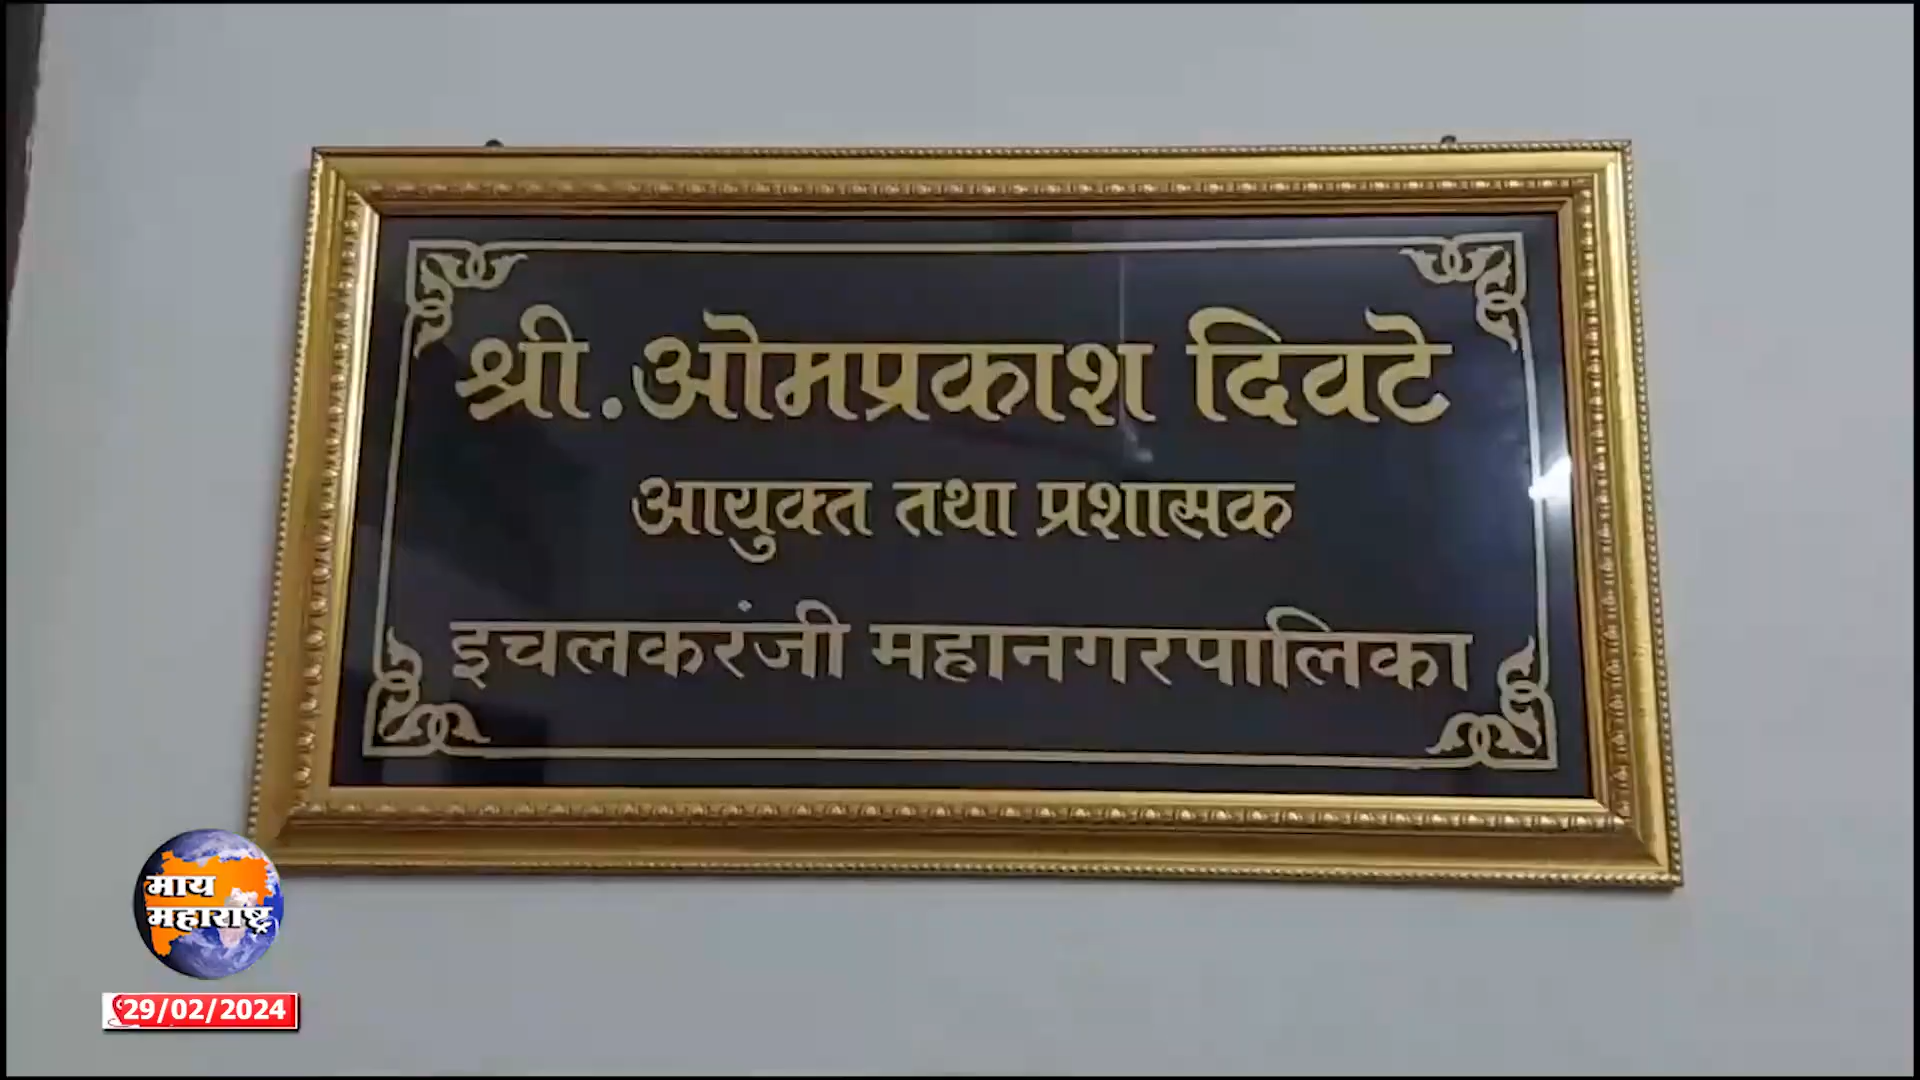 श्री.ओमप्रकाश दिवटे
आयुक्त तथा प्रशासक
इचलकरंजी महानगरपालिका
माय
महाराष्ट्र
29/02/2024